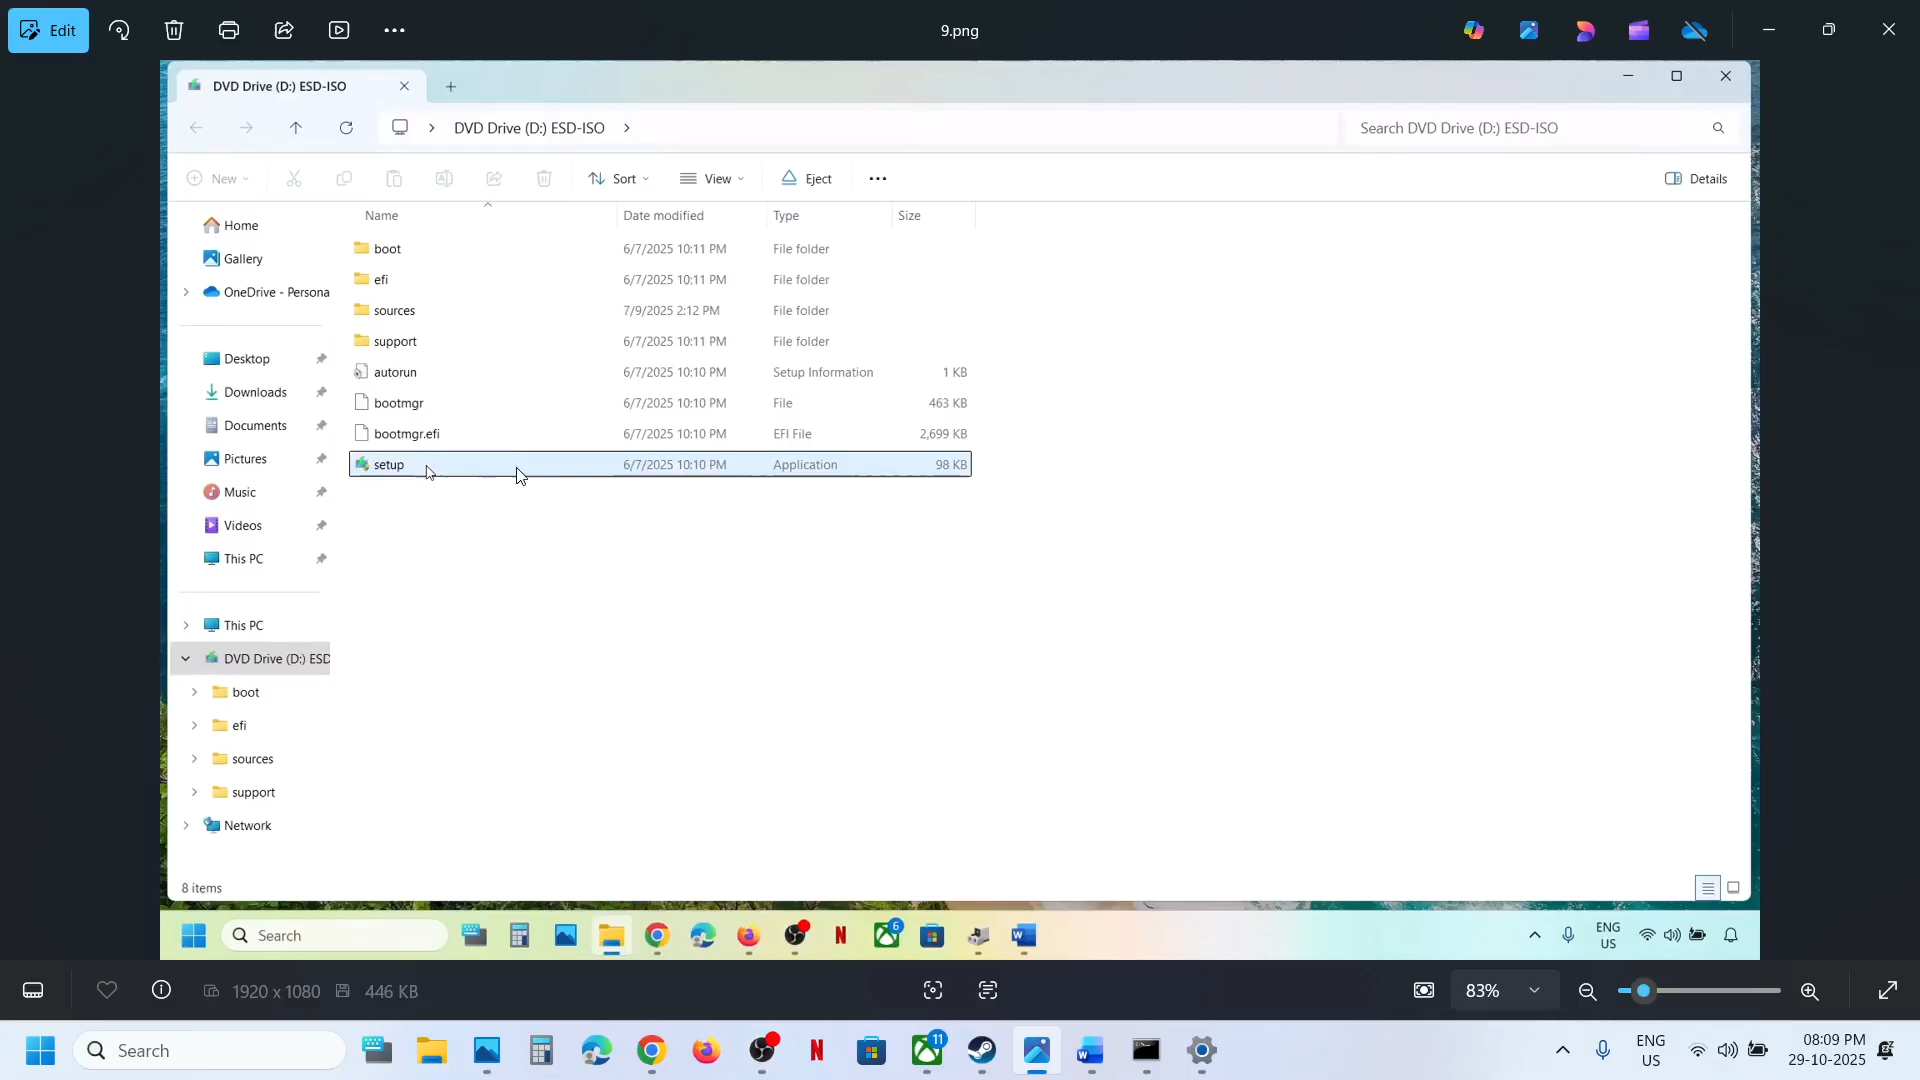 Edit
9.png
DVD Drive (D:) ESD-ISO
DVD Drive (D:) ESD-ISO
Search DVD Drive (D:) ESD-ISO
New
Sort
View
Eject
Details
Name Date modified Type Size
Home
Gallery
OneDrive - Persona
Desktop
Downloads
Documents
Pictures
Music
Videos
This PC
This PC
DVD Drive (D:) ESD
boot
efi
sources
support
Network
boot 6/7/2025 10:11 PM File folder
efi 6/7/2025 10:11 PM File folder
sources 7/9/2025 2:12 PM File folder
support 6/7/2025 10:11 PM File folder
autorun 6/7/2025 10:10 PM Setup Information 1 KB
bootmgr 6/7/2025 10:10 PM File 463 KB
bootmgr.efi 6/7/2025 10:10 PM EFI File 2,699 KB
setup 6/7/2025 10:10 PM Application 98 KB
8 items
Search
6
ENG
US
1920 x 1080
446 KB
83%
Search
11
ENG
US
08:09 PM
29-10-2025